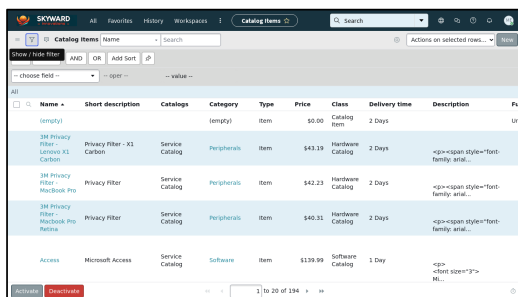 SKYWARD
All Favorites History Workspaces Catalog Items Search
Catalog Items Name Search Actions on selected rows... New
Show / hide filter AND OR Add Sort
-- choose field -- -- oper -- -- value --
All
Name Short description Catalogs Category Type Price Class Delivery time Description Fu
(empty) (empty) Item $0.00 Catalog Item 2 Days Un
3M Privacy Filter - Lenovo X1 Carbon Privacy Filter - X1 Carbon Service Catalog Peripherals Item $43.19 Hardware Catalog 2 Days <p><span style="font-family: arial...
3M Privacy Filter - MacBook Pro Privacy Filter Service Catalog Peripherals Item $42.23 Hardware Catalog 2 Days <p><span style="font-family: arial...
3M Privacy Filter - Macbook Pro Retina Privacy Filter Service Catalog Peripherals Item $40.31 Hardware Catalog 2 Days <p><span style="font-family: arial...
Access Microsoft Access Service Catalog Software Item $139.99 Software Catalog 1 Day <p> <font size="3"> Mi...
Activate Deactivate 1 to 20 of 194